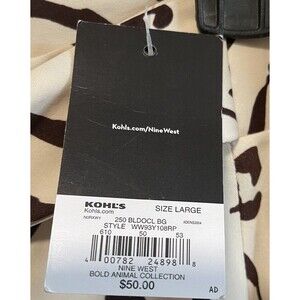 Kohls.com/NineWest
KOHL'S
SIZE LARGE
Kohls.com
250 BLDOCL BG
STYLE WW93Y108RP
610 50 53
4 00782 24898 8
NINE WEST
BOLD ANIMAL COLLECTION
$50.00
AD